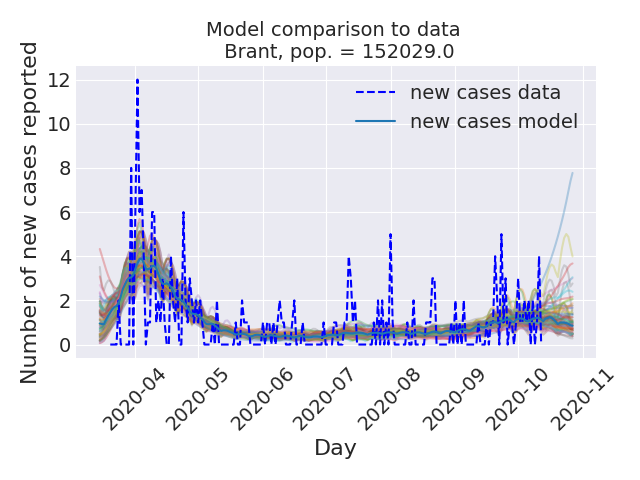 Model comparison to data
Brant, pop. = 152029.0
Number of new cases reported
12
10
8
6
4
2
0
new cases data
new cases model
2020-04
2020-05
2020-06
2020-07
2020-08
2020-09
2020-10
2020-11
Day